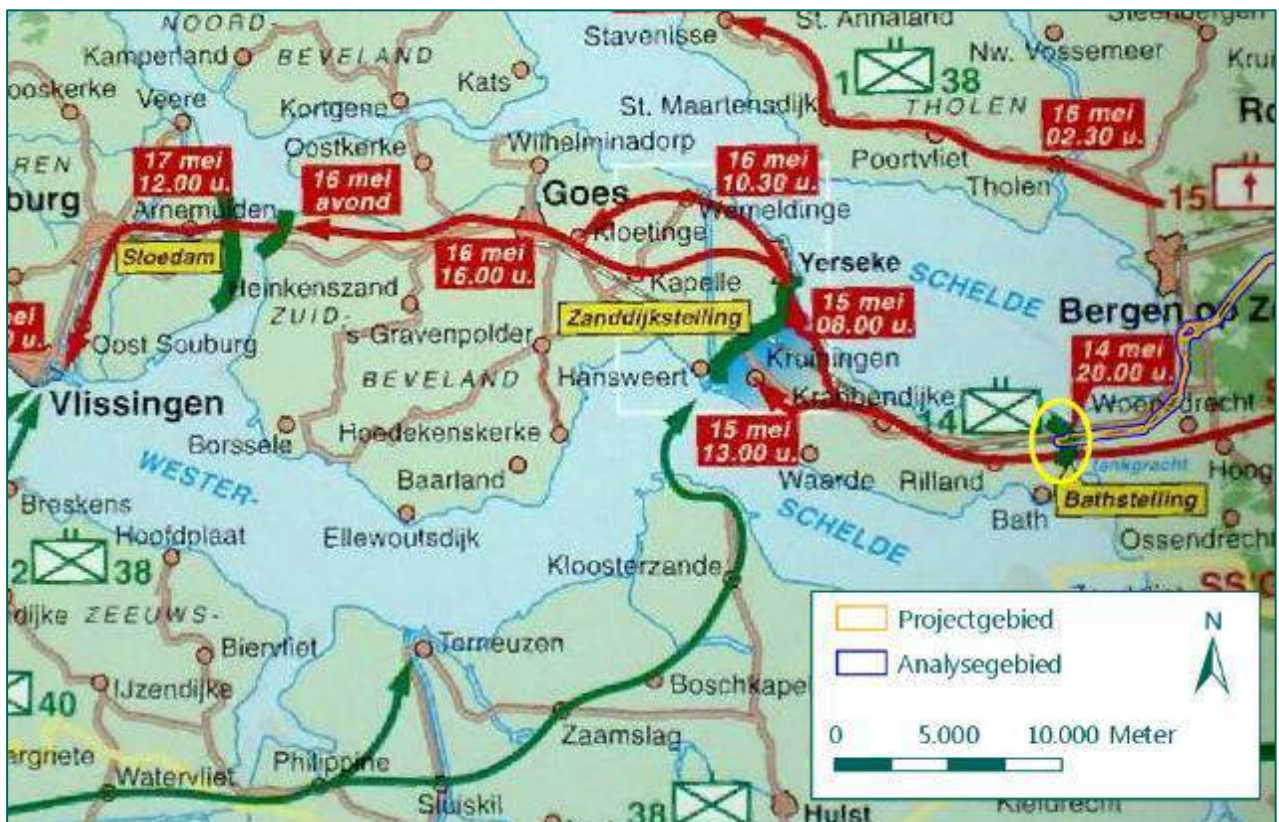 NOORD-
BEVELAND
Kamperland
Kats
Kortgene
Veere
Stavenisse
St. Annaland
Nw. Vossemeer
1 38
THOLEN
St. Maartensdijk
Poortvliet
Tholen
16 mei
02.30 u.
15
Oostkerke
Wilhelminadorp
17 mei
12.00 u.
16 mei
avond
16 mei
10.30 u.
Goes
Wemeldinge
Arnemuiden
Kloetinge
Sloedam
16 mei
16.00 u.
Kapelle
Yerseke
SCHELDE
Heinkenszand
ZUID-
BEVELAND
Zanddijkstelling
15 mei
08.00 u.
Bergen op Zo
's-Gravenpolder
Oost Souburg
Hansweert
Kruiningen
14 mei
20.00 u.
Krabbendijke
14
Woensdrecht
Vlissingen
Borssele
Hoedekenskerke
15 mei
13.00 u.
Waarde
Rilland
tankgracht
Hoog
Baarland
Bath
Bathstelling
WESTER-
SCHELDE
Breskens
Hoofdplaat
Ellewoutsdijk
Ossendrecht
2 38
Kloosterzande
dijke
ZEEUWS-
Biervliet
Terneuzen
IJzendijke
40
Boschkapel
Zaamslag
Watervliet
Philippine
Sluiskil
38
Hulst
Projectgebied
Analysegebied
N
0 5.000 10.000 Meter